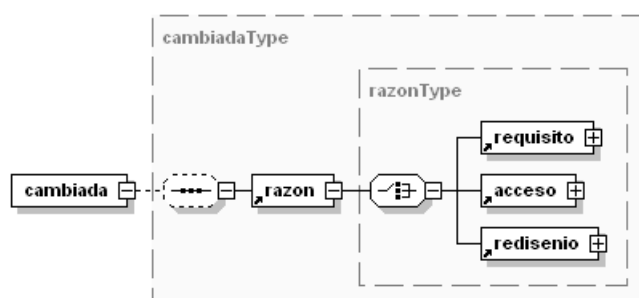 cambiadaType
razonType
requisito
cambiada
razon
acceso
redisenio